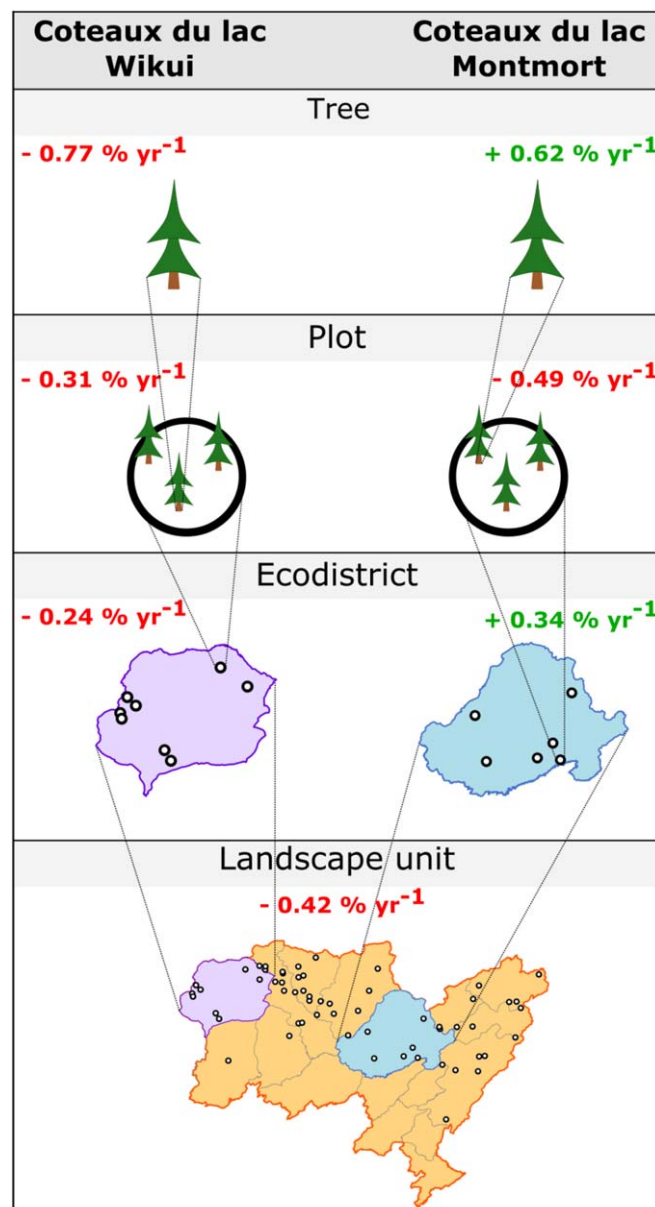 Coteaux du lac Wikui
Coteaux du lac Montmort
Tree
- 0.77 % yr-1
+ 0.62 % yr-1
Plot
- 0.31 % yr-1
- 0.49 % yr-1
Ecodistrict
- 0.24 % yr-1
+ 0.34 % yr-1
Landscape unit
- 0.42 % yr-1